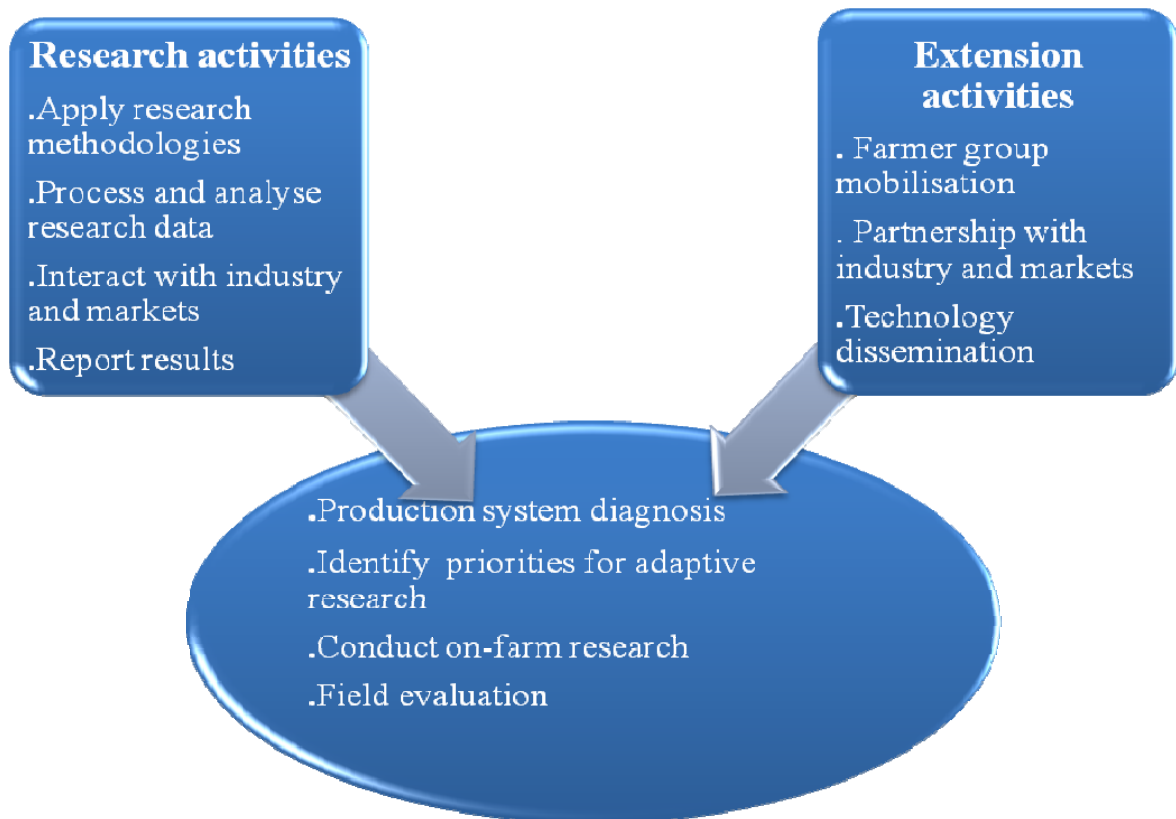 Research activities
.Apply research
methodologies
.Process and analyse
research data
.Interact with industry
and markets
.Report results
Extension
activities
. Farmer group
mobilisation
. Partnership with
industry and markets
.Technology
dissemination
.Production system diagnosis
.Identify priorities for adaptive
research
.Conduct on-farm research
.Field evaluation